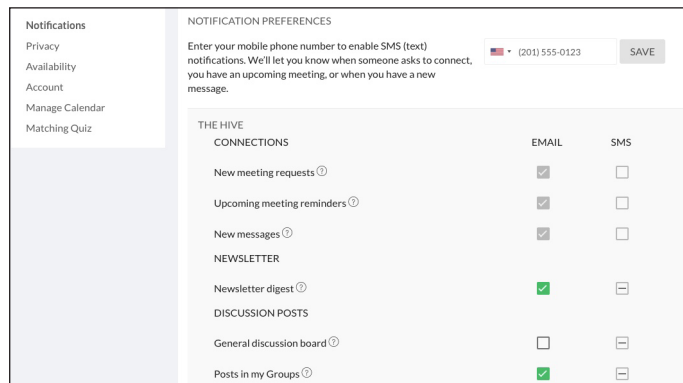 Notifications
Privacy
Availability
Account
Manage Calendar
Matching Quiz
NOTIFICATION PREFERENCES
Enter your mobile phone number to enable SMS (text)
notifications. We'll let you know when someone asks to connect,
you have an upcoming meeting, or when you have a new
message.
(201) 555-0123 SAVE
THE HIVE
CONNECTIONS EMAIL SMS
New meeting requests ?
Upcoming meeting reminders ?
New messages ?
NEWSLETTER
Newsletter digest ?
DISCUSSION POSTS
General discussion board ?
Posts in my Groups ?